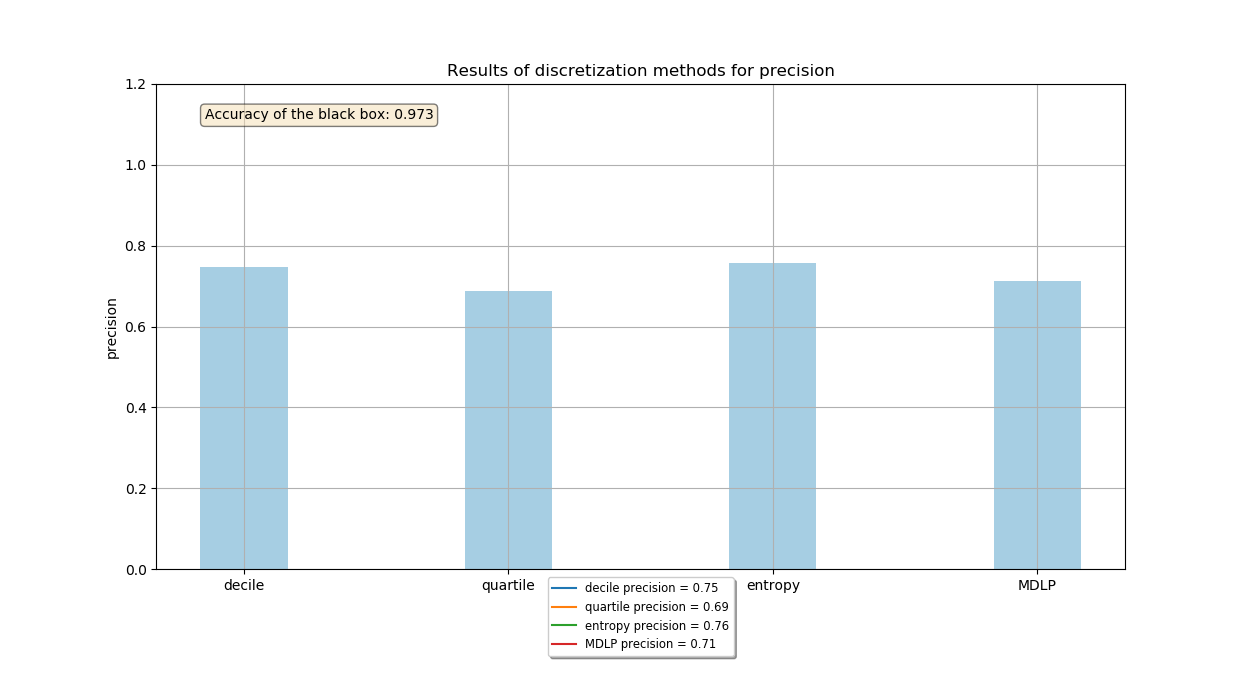 Results of discretization methods for precision
1.2
Accuracy of the black box: 0.973
1.0
0.8
precision
0.6
0.4
0.2
0.0
decile quartile entropy MDLP
decile precision = 0.75
quartile precision = 0.69
entropy precision = 0.76
MDLP precision = 0.71